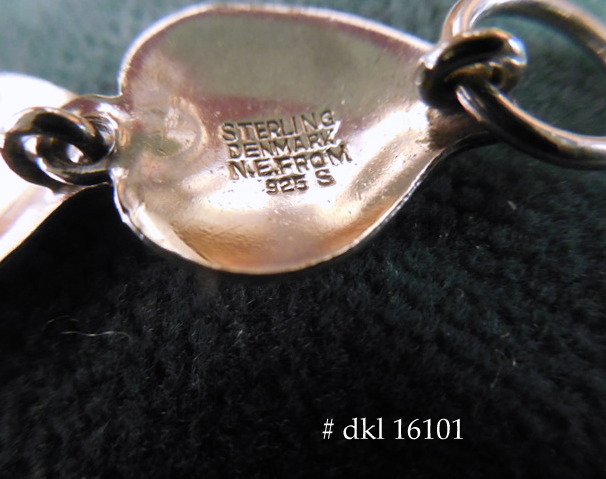 STERLING
DENMARK
N.E.FROM
925 S
# dkl 16101